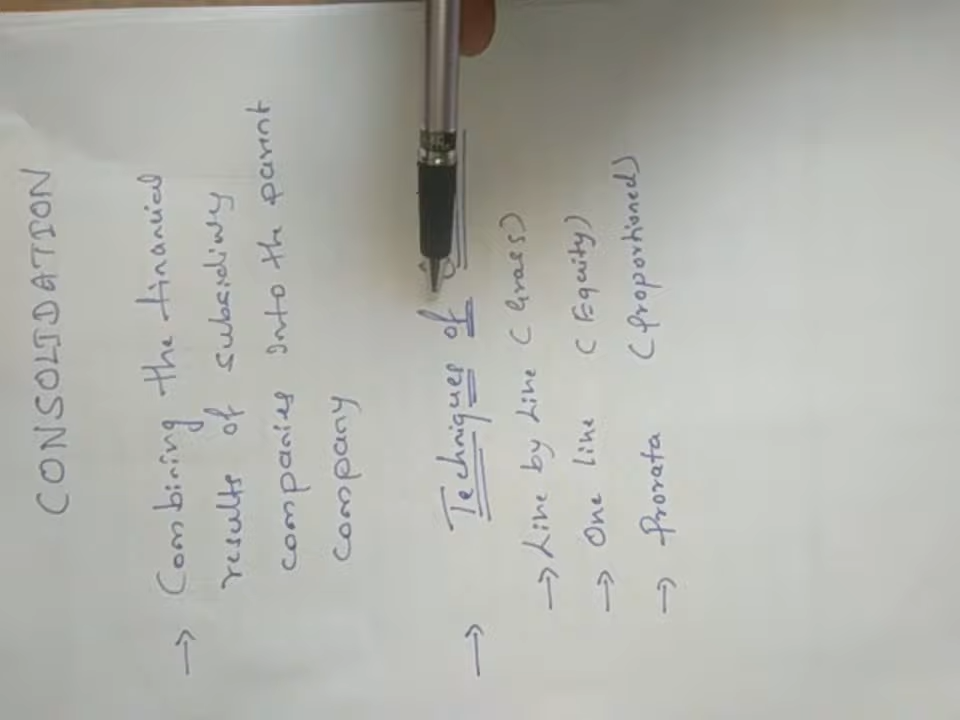 CONSOLIDATION
→ Combining the financial
results of subsidiary
companies into the parent
company
→ Techniques of
→ Line by Line (Gross)
→ One line (Equity)
→ Prorata (Proportioned)